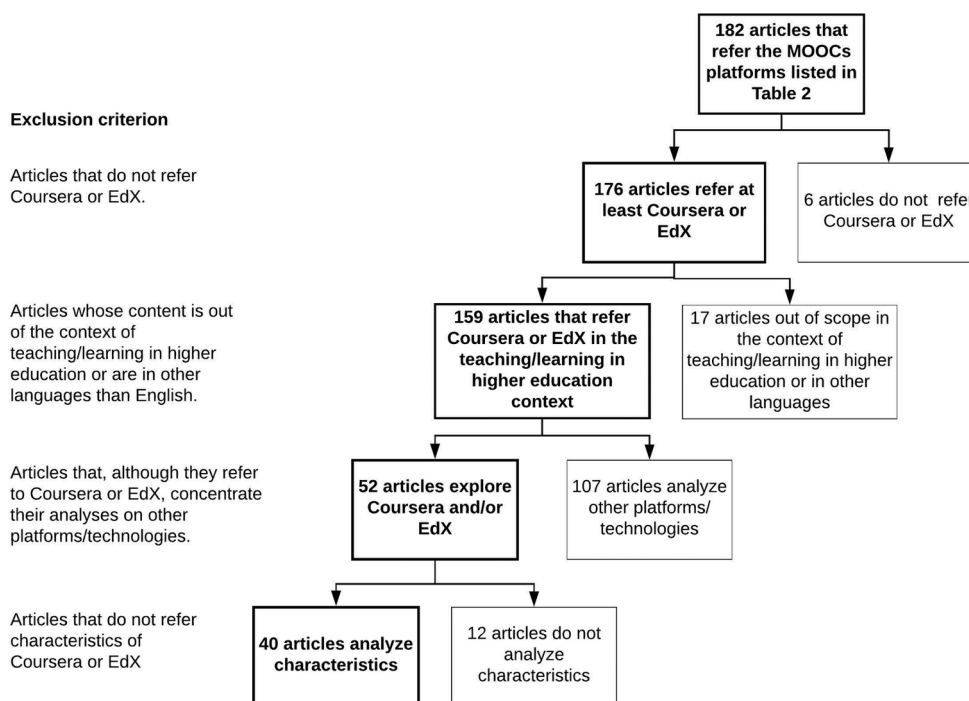 182 articles that
refer the MOOCs
platforms listed in
Table 2
Exclusion criterion
Articles that do not refer
Coursera or EdX.
176 articles refer at
least Coursera or
EdX
6 articles do not refer
Coursera or EdX
Articles whose content is out
of the context of
teaching/learning in higher
education or are in other
languages than English.
159 articles that refer
Coursera or EdX in the
teaching/learning in
higher education
context
17 articles out of scope in
the context of
teaching/learning in higher
education or in other
languages
Articles that, although they refer
to Coursera or EdX, concentrate
their analyses on other
platforms/technologies.
52 articles explore
Coursera and/or
EdX
107 articles analyze
other platforms/
technologies
Articles that do not refer
characteristics of
Coursera or EdX
40 articles analyze
characteristics
12 articles do not
analyze
characteristics